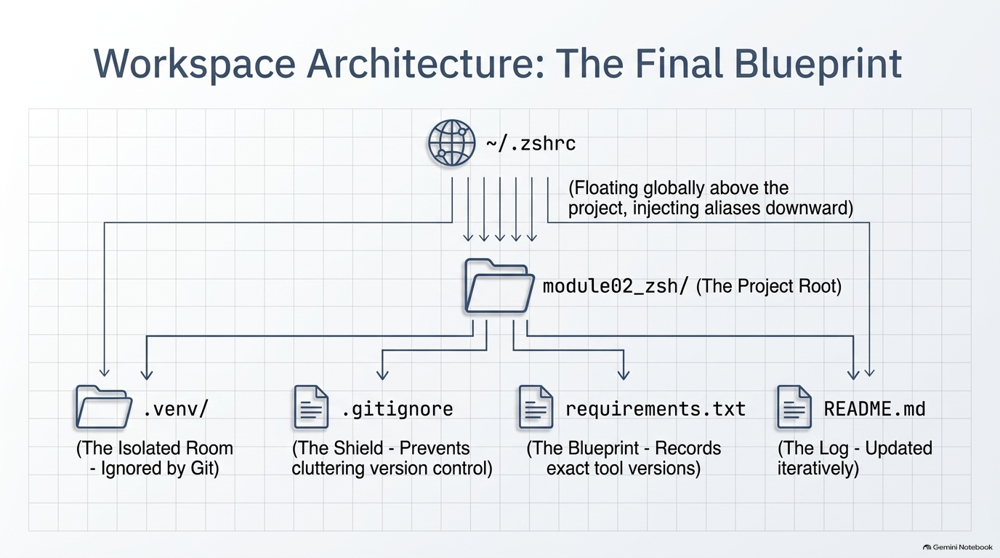 Workspace Architecture: The Final Blueprint
~/.zshrc
(Floating globally above the
project, injecting aliases downward)
module02_zsh/ (The Project Root)
.venv/
(The Isolated Room
- Ignored by Git)
.gitignore
(The Shield - Prevents
cluttering version control)
requirements.txt
(The Blueprint - Records
exact tool versions)
README.md
(The Log - Updated
iteratively)
Gemini Notebook